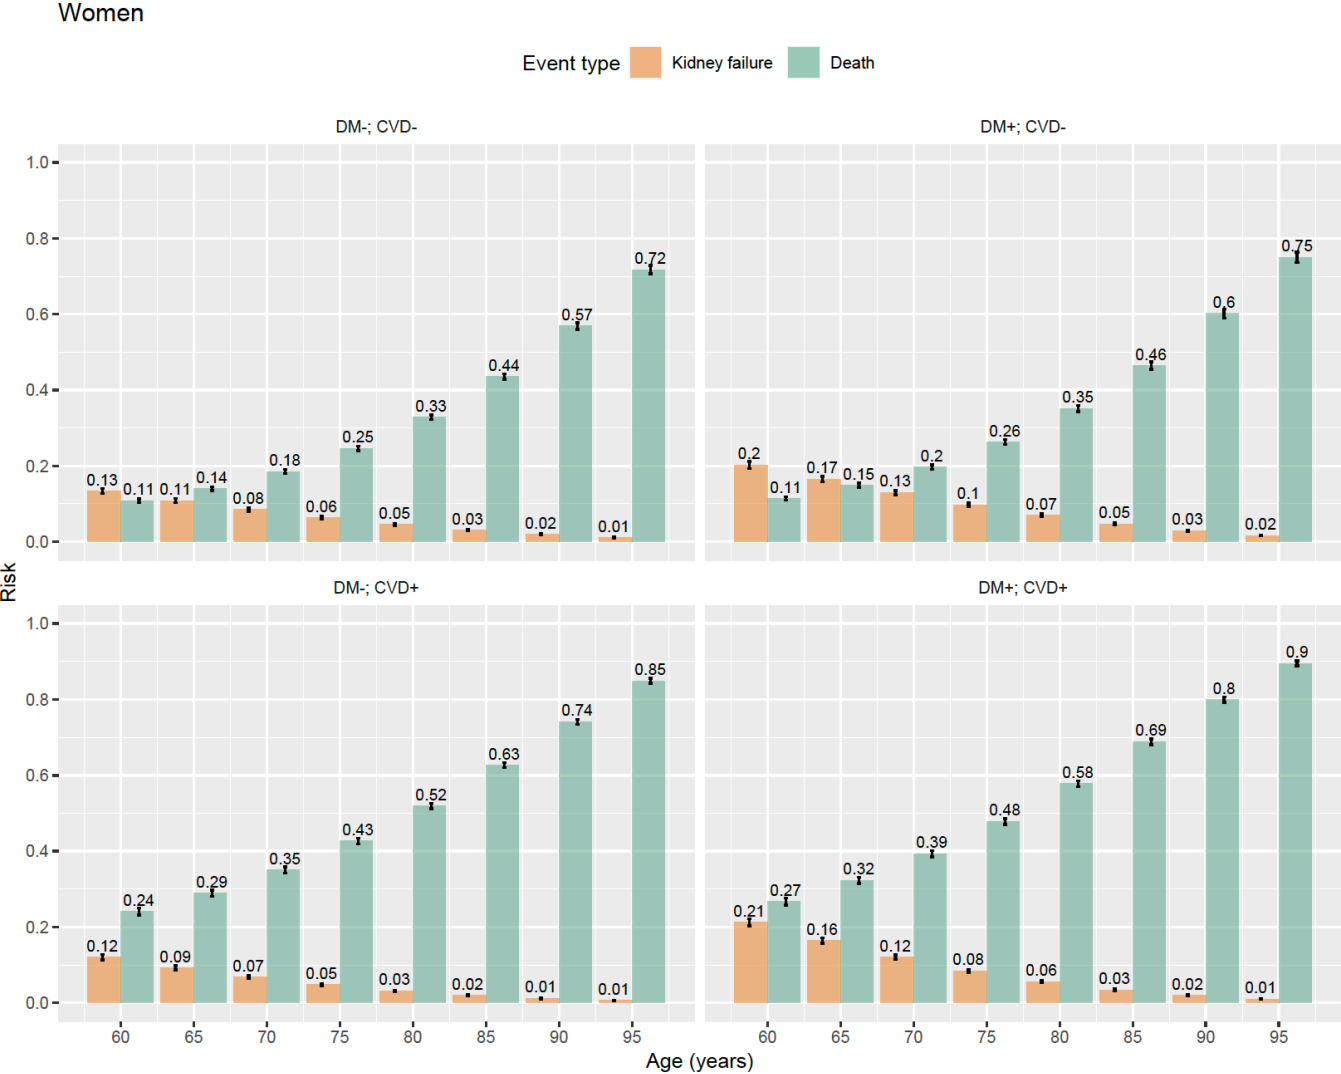 Women
Event type Kidney failure Death
DM-; CVD- DM+; CVD-
1.0
0.8
0.6
0.4
0.2
0.0
0.13 0.11 0.11 0.14 0.08 0.18 0.06 0.25 0.05 0.33 0.03 0.44 0.02 0.57 0.01 0.72
0.2 0.11 0.17 0.15 0.13 0.2 0.1 0.26 0.07 0.35 0.05 0.46 0.03 0.6 0.02 0.75
Risk
DM-; CVD+ DM+; CVD+
1.0
0.8
0.6
0.4
0.2
0.0
0.12 0.24 0.09 0.29 0.07 0.35 0.05 0.43 0.03 0.52 0.02 0.63 0.01 0.74 0.01 0.85
0.21 0.27 0.16 0.32 0.12 0.39 0.08 0.48 0.06 0.58 0.03 0.69 0.02 0.8 0.01 0.9
60 65 70 75 80 85 90 95 60 65 70 75 80 85 90 95
Age (years)